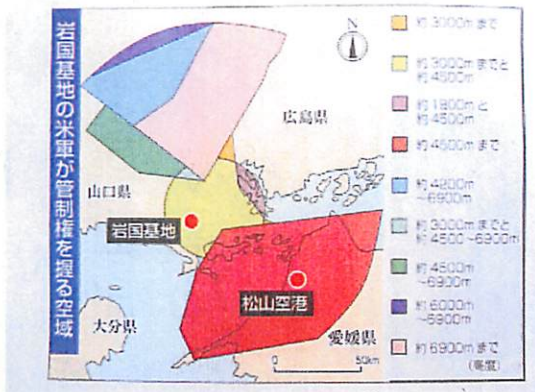 岩国基地の米軍が管制権を握る空域
N
約3000mまで
約3000mまでと
約4500m
約1800mと
約4500m
約4500mまで
約4200
~6900m
約3000mまでと
約4500~6900m
約4500
~6900m
約6000
~6900m
約6900mまで
(高度)
広島県
山口県
岩国基地
松山空港
大分県
愛媛県
0
50km